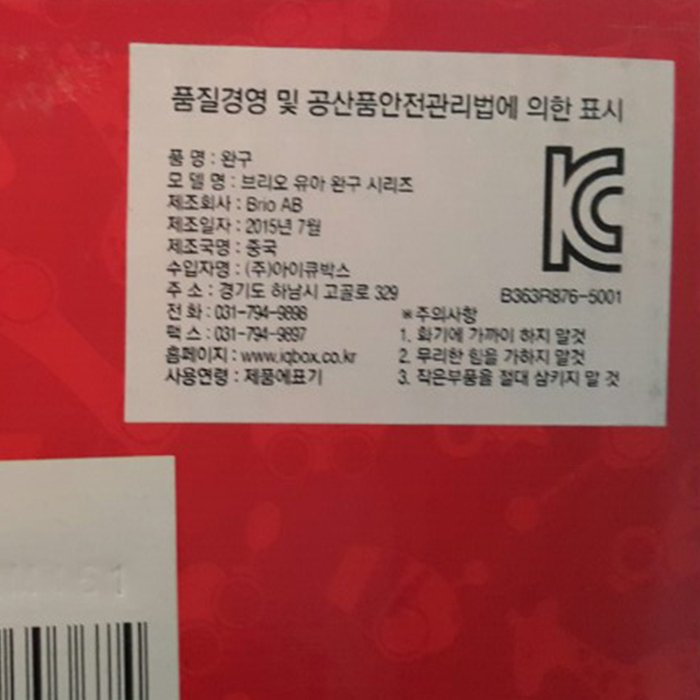 품질경영 및 공산품안전관리법에 의한 표시
품 명 : 완구
모 델 명 : 브리오 유아 완구 시리즈
제조회사 : Brio AB
제조일자 : 2015년 7월
제조국명 : 중국
수입자명 : (주)아이큐박스
주 소 : 경기도 하남시 고골로 329
전 화 : 031-794-9898
팩 스 : 031-794-9897
홈페이지 : www.iqbox.co.kr
사용연령 : 제품에표기
KC
B363R876-5001
※주의사항
1. 화기에 가까이 하지 말것
2. 무리한 힘을 가하지 말것
3. 작은부품을 절대 삼키지 말 것